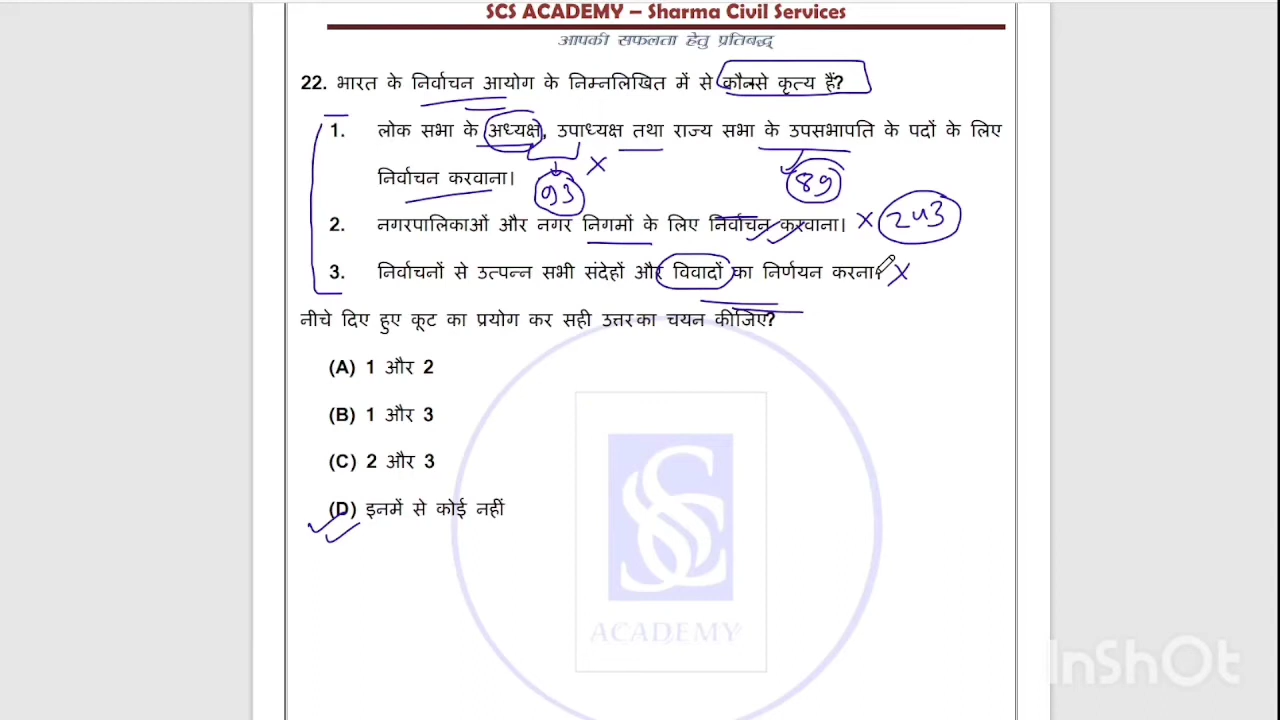 SCS ACADEMY – Sharma Civil Services
आपकी सफलता हेतु प्रतिबद्ध
22. भारत के निर्वाचन आयोग के निम्नलिखित में से कौनसे कृत्य हैं?
1. लोक सभा के अध्यक्ष, उपाध्यक्ष तथा राज्य सभा के उपसभापति के पदों के लिए
निर्वाचन करवाना।
93
89
2. नगरपालिकाओं और नगर निगमों के लिए निर्वाचन करवाना।
243
3. निर्वाचनों से उत्पन्न सभी संदेहों और विवादों का निर्णयन करना।
नीचे दिए हुए कूट का प्रयोग कर सही उत्तर का चयन कीजिए?
(A) 1 और 2
(B) 1 और 3
(C) 2 और 3
(D) इनमें से कोई नहीं
ACADEMY
InShOt